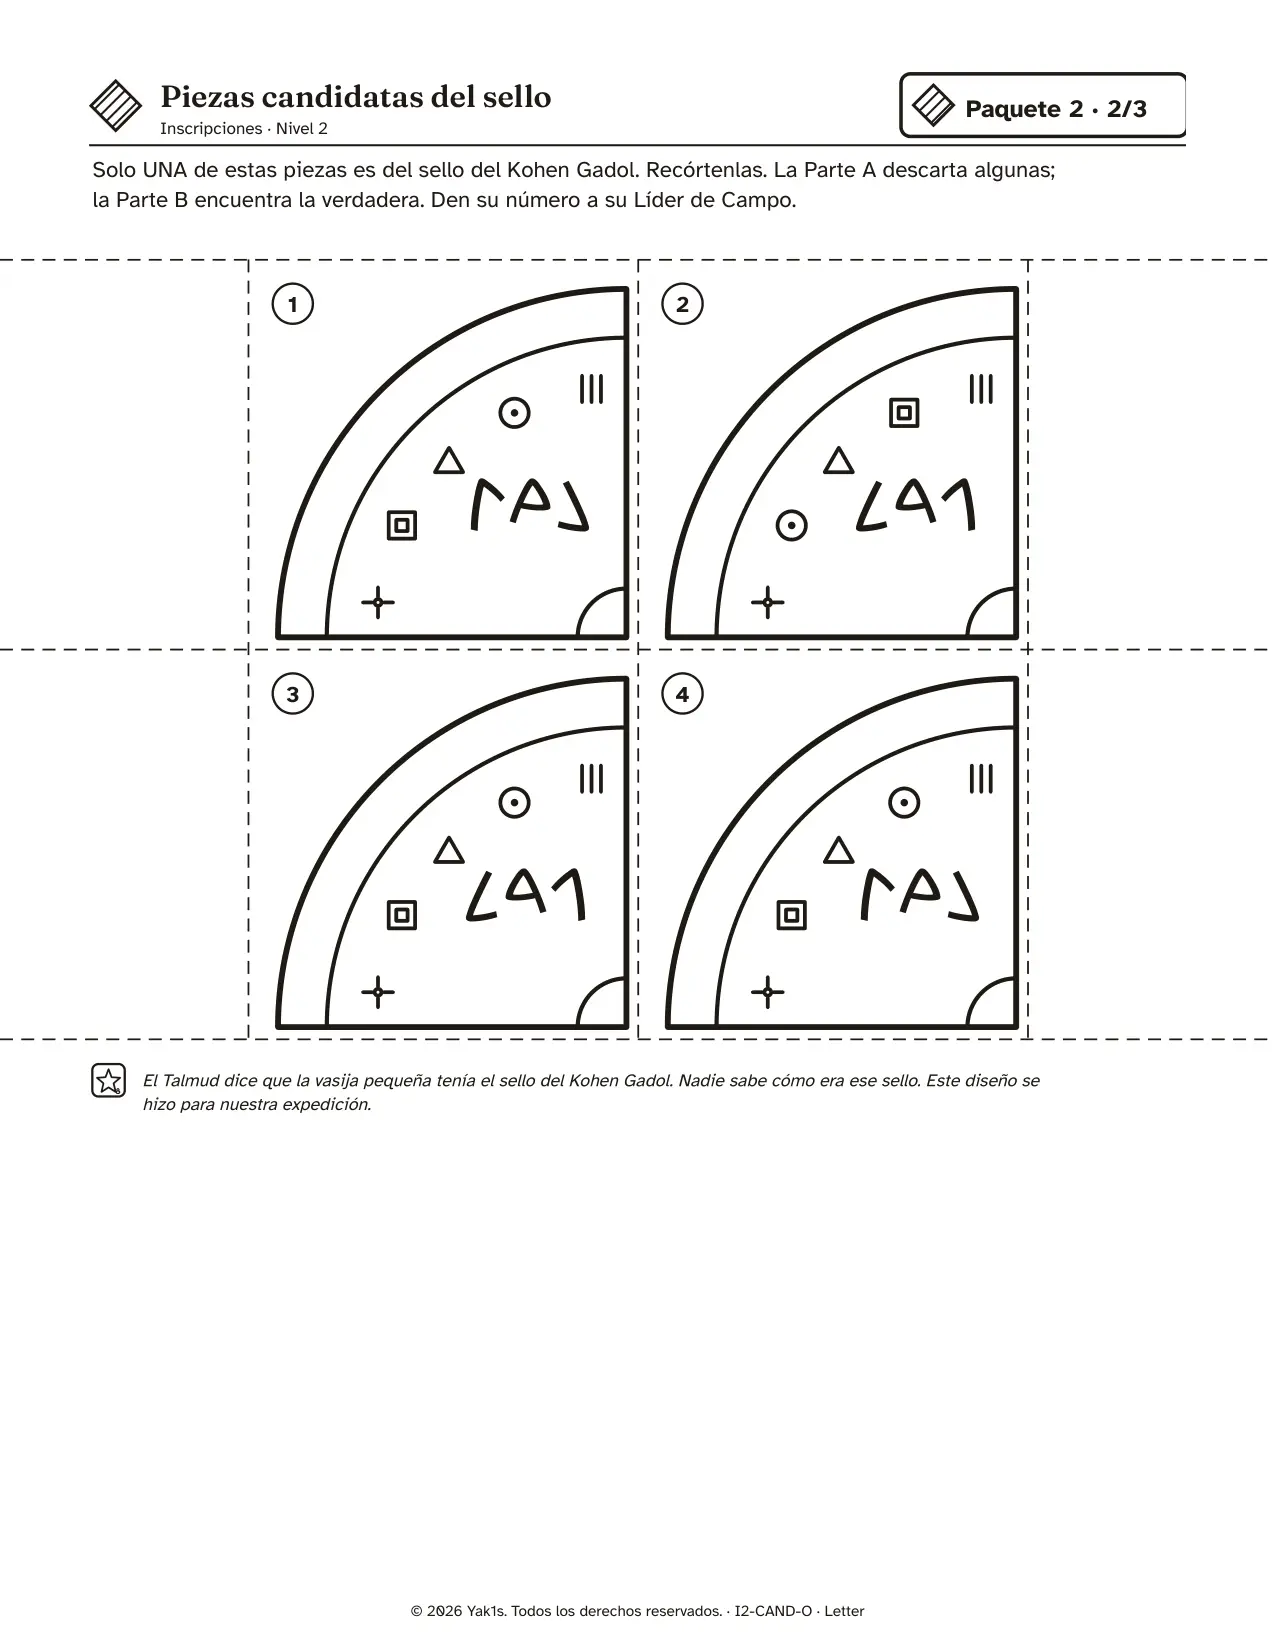 Piezas candidatas del sello
Inscripciones · Nivel 2
Paquete 2 · 2/3
Solo UNA de estas piezas es del sello del Kohen Gadol. Recórtenlas. La Parte A descarta algunas;
la Parte B encuentra la verdadera. Den su número a su Líder de Campo.
1
2
3
4
El Talmud dice que la vasija pequeña tenía el sello del Kohen Gadol. Nadie sabe cómo era ese sello. Este diseño se
hizo para nuestra expedición.
© 2026 Yak1s. Todos los derechos reservados. · I2-CAND-O · Letter